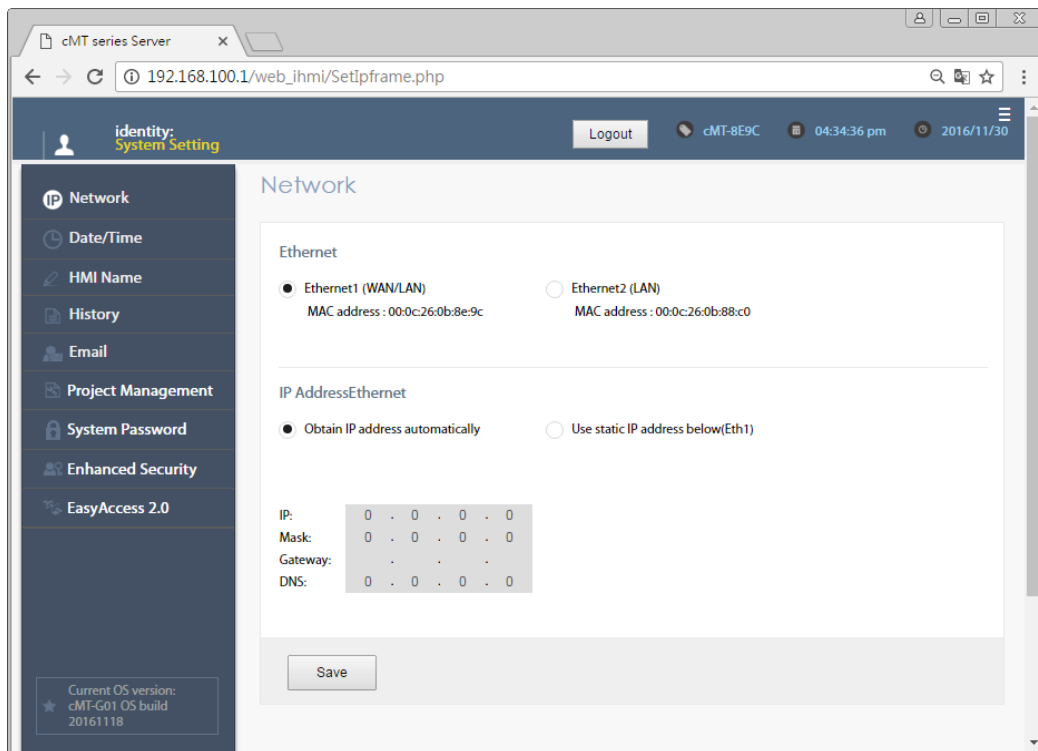 cMT series Server
192.168.100.1/web_ihmi/SetIpframe.php
identity:
System Setting
Logout
cMT-8E9C
04:34:36 pm
2016/11/30
IP Network
Date/Time
HMI Name
History
Email
Project Management
System Password
Enhanced Security
EasyAccess 2.0
Current OS version:
cMT-G01 OS build
20161118
Network
Ethernet
Ethernet1 (WAN/LAN)
MAC address : 00:0c:26:0b:8e:9c
Ethernet2 (LAN)
MAC address : 00:0c:26:0b:88:c0
IP AddressEthernet
Obtain IP address automatically
Use static IP address below(Eth1)
IP: 0 . 0 . 0 . 0
Mask: 0 . 0 . 0 . 0
Gateway: . . .
DNS: 0 . 0 . 0 . 0
Save